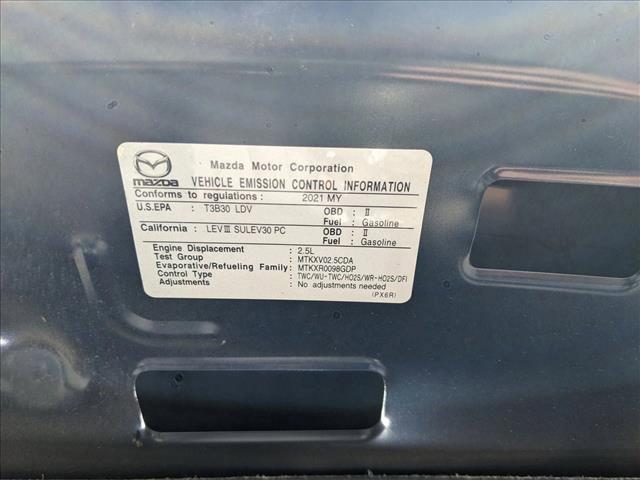 Mazda Motor Corporation
mazda VEHICLE EMISSION CONTROL INFORMATION
Conforms to regulations : 2021 MY
U.S.EPA : T3B30 LDV OBD : II
Fuel : Gasoline
California : LEVIII SULEV30 PC OBD : II
Fuel : Gasoline
Engine Displacement : 2.5L
Test Group : MTKXV02.5CDA
Evaporative/Refueling Family: MTKXR0098GDP
Control Type : TWC/WU-TWC/HO2S/WR-HO2S/DFI
Adjustments : No adjustments needed
(PX6R)